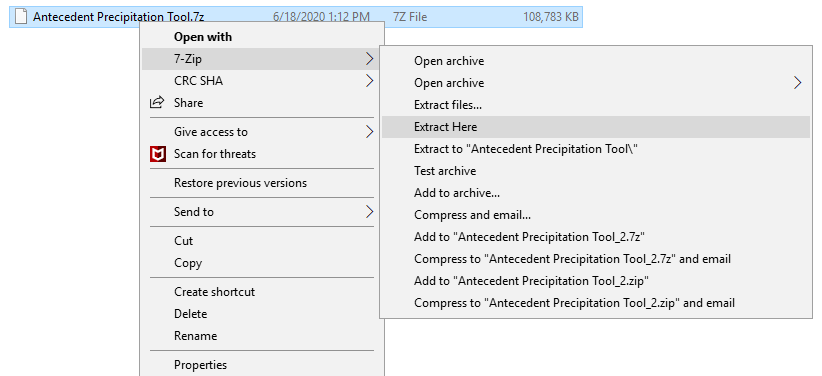 Antecedent Precipitation Tool.7z 6/18/2020 1:12 PM 7Z File 108,783 KB
Open with
7-Zip
CRC SHA
Share
Give access to
Scan for threats
Restore previous versions
Send to
Cut
Copy
Create shortcut
Delete
Rename
Properties
Open archive
Open archive
Extract files...
Extract Here
Extract to "Antecedent Precipitation Tool\"
Test archive
Add to archive...
Compress and email...
Add to "Antecedent Precipitation Tool_2.7z"
Compress to "Antecedent Precipitation Tool_2.7z" and email
Add to "Antecedent Precipitation Tool_2.zip"
Compress to "Antecedent Precipitation Tool_2.zip" and email